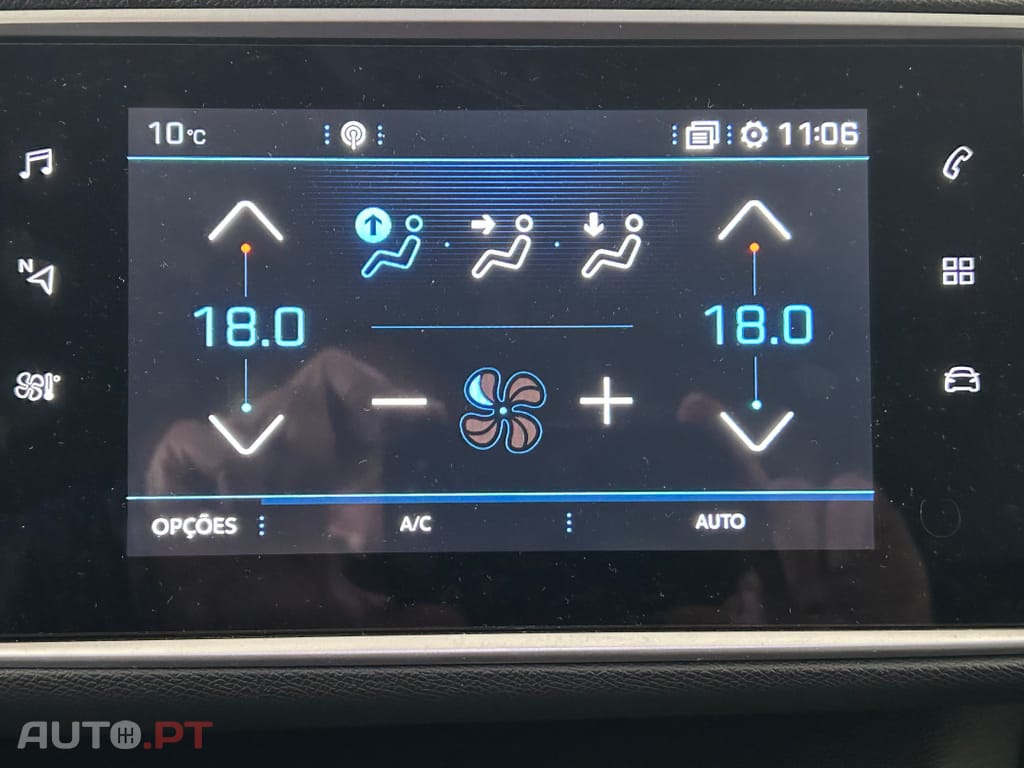 10°C 11:06
N
18.0 18.0
OPÇÕES A/C AUTO
AUTO.PT